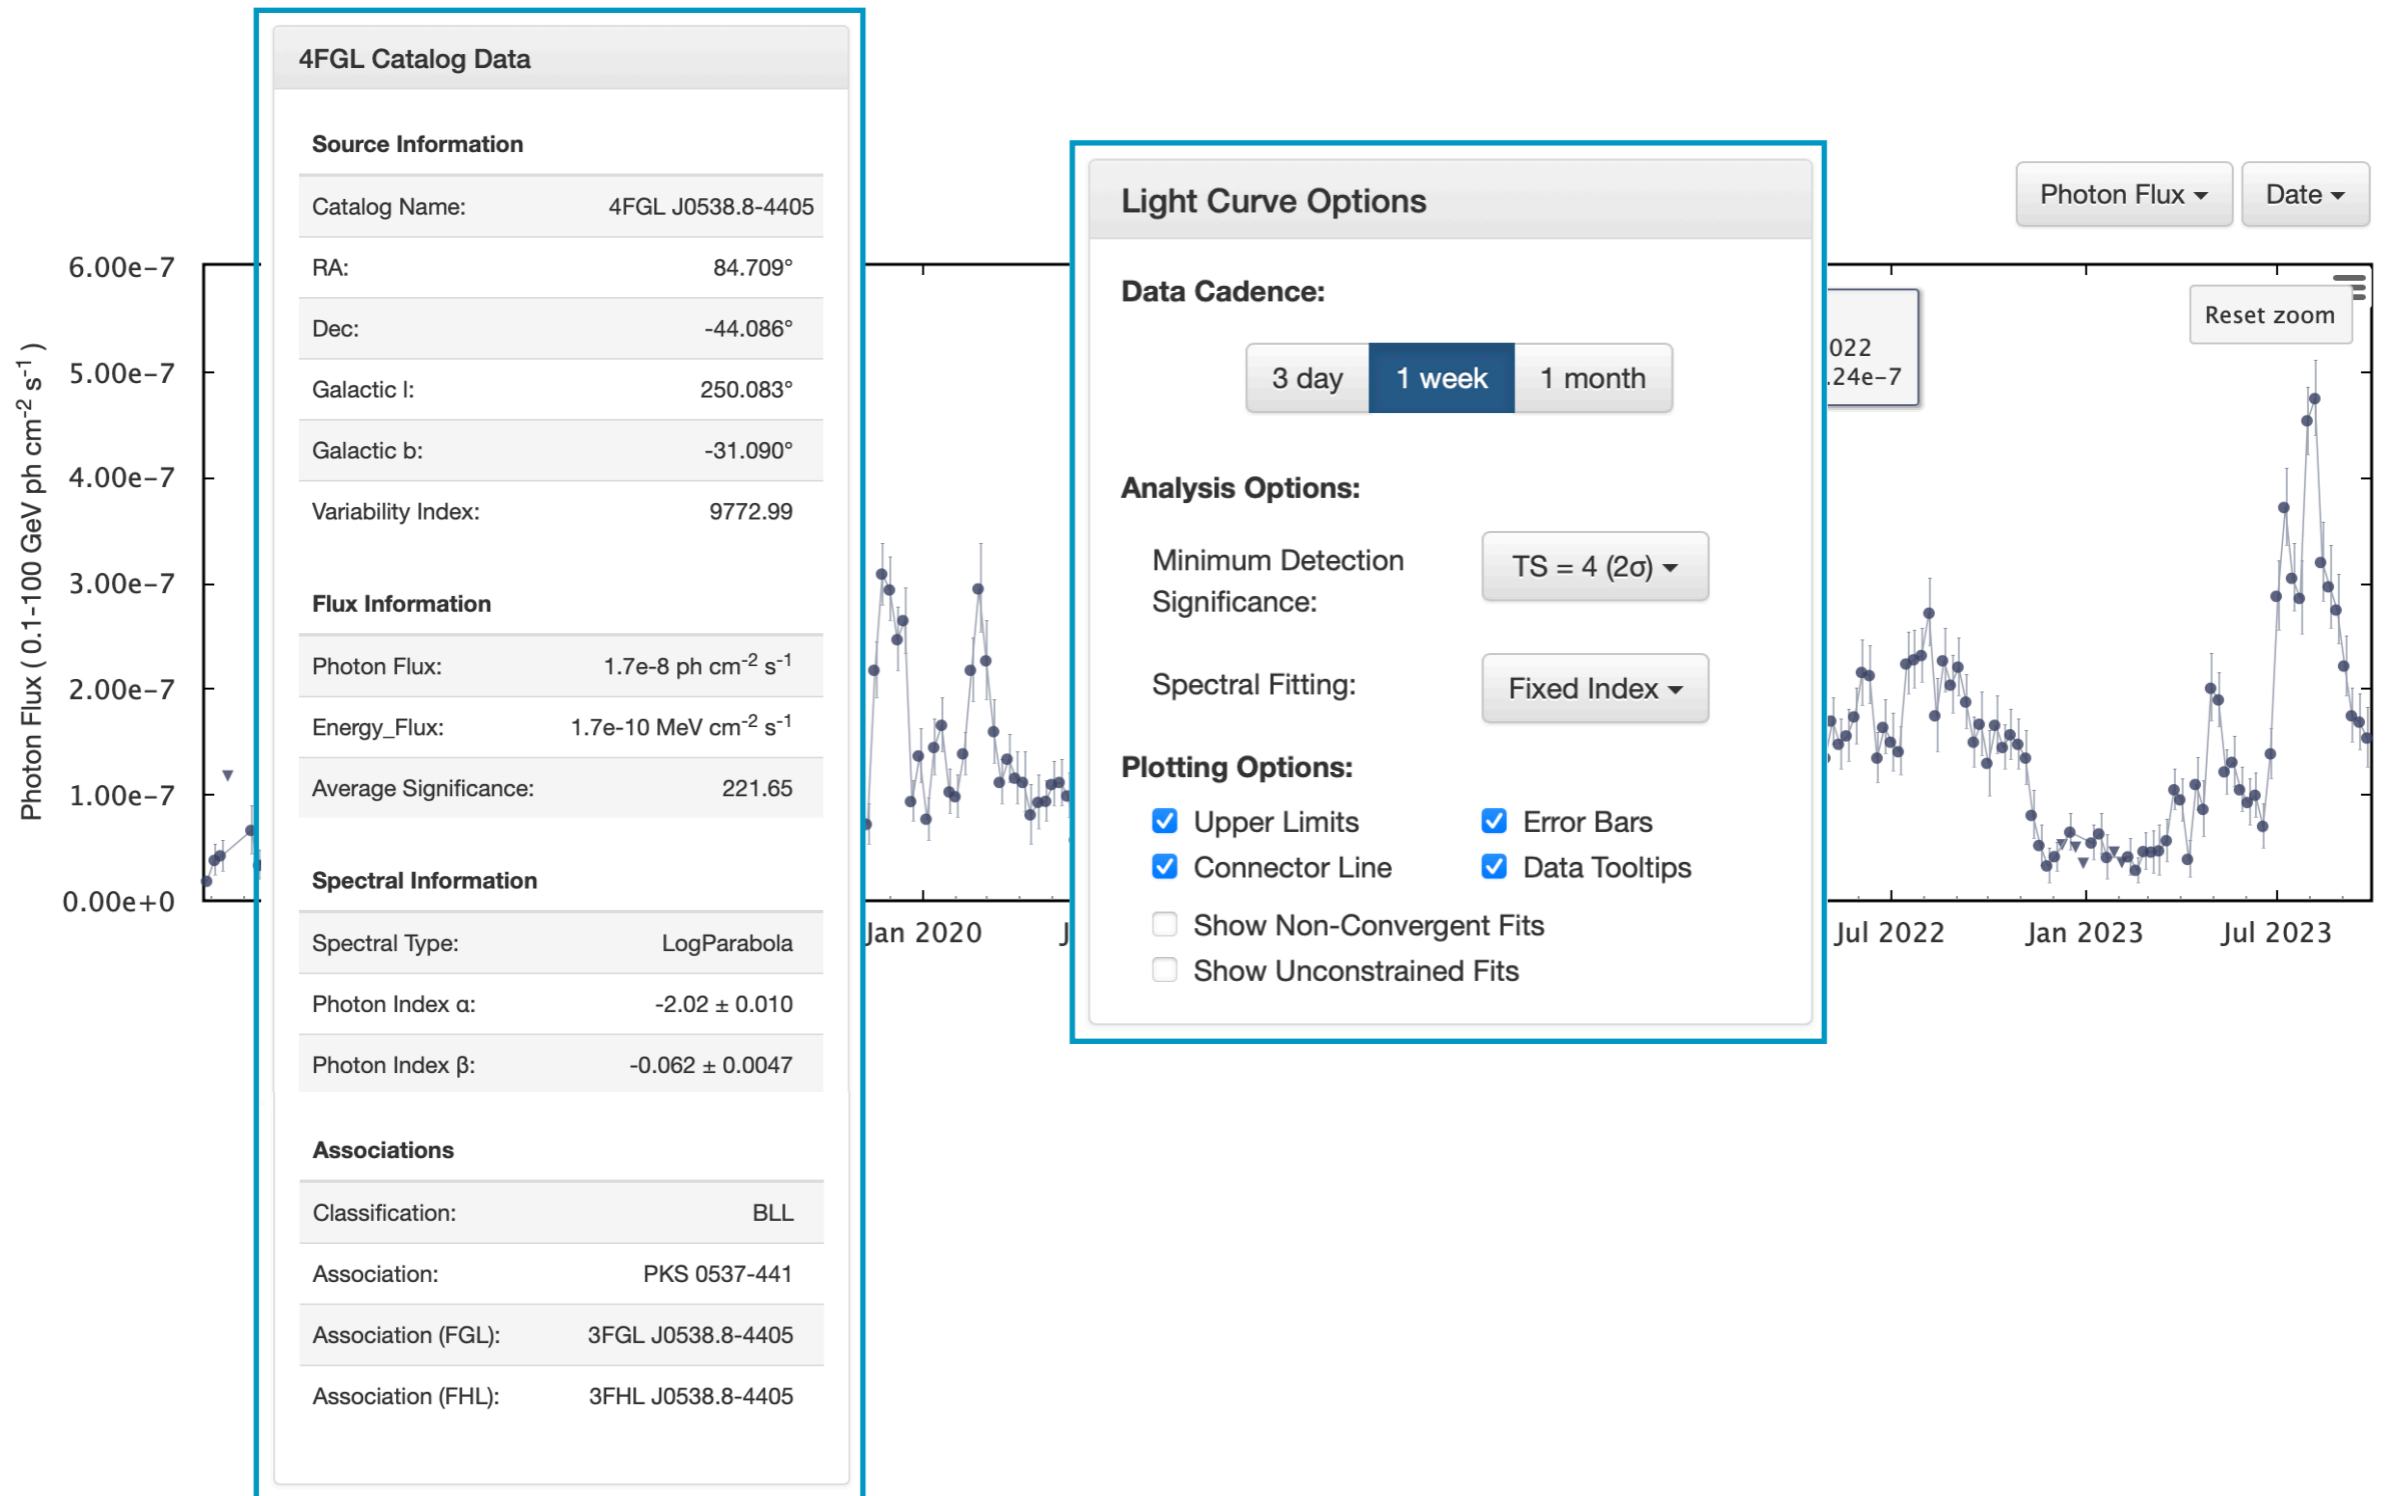 4FGL Catalog Data
Source Information
Catalog Name: 4FGL J0538.8-4405
RA: 84.709°
Dec: -44.086°
Galactic l: 250.083°
Galactic b: -31.090°
Variability Index: 9772.99
Flux Information
Photon Flux: 1.7e-8 ph cm⁻² s⁻¹
Energy_Flux: 1.7e-10 MeV cm⁻² s⁻¹
Average Significance: 221.65
Spectral Information
Spectral Type: LogParabola
Photon Index α: -2.02 ± 0.010
Photon Index β: -0.062 ± 0.0047
Associations
Classification: BLL
Association: PKS 0537-441
Association (FGL): 3FGL J0538.8-4405
Association (FHL): 3FHL J0538.8-4405
Light Curve Options
Data Cadence:
3 day 1 week 1 month
Analysis Options:
Minimum Detection
Significance:
TS = 4 (2σ)
Spectral Fitting: Fixed Index
Plotting Options:
Upper Limits Error Bars
Connector Line Data Tooltips
Show Non-Convergent Fits
Show Unconstrained Fits
Photon Flux Date
Reset zoom
022
.24e-7
Photon Flux ( 0.1-100 GeV ph cm⁻² s⁻¹ )
6.00e-7
5.00e-7
4.00e-7
3.00e-7
2.00e-7
1.00e-7
0.00e+0
Jan 2020 J Jul 2022 Jan 2023 Jul 2023